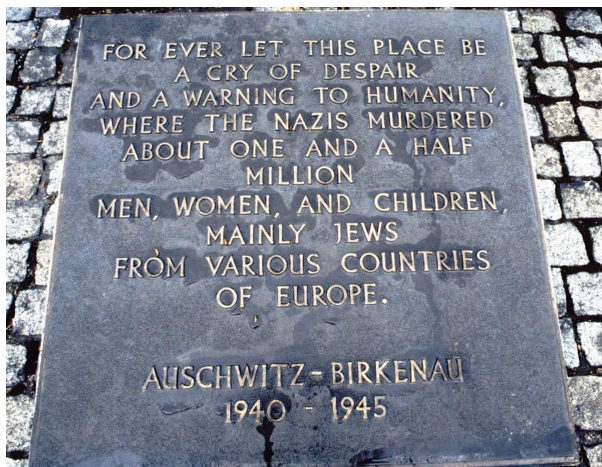 FOR EVER LET THIS PLACE BE
A CRY OF DESPAIR
AND A WARNING TO HUMANITY,
WHERE THE NAZIS MURDERED
ABOUT ONE AND A HALF
MILLION
MEN, WOMEN, AND CHILDREN,
MAINLY JEWS
FROM VARIOUS COUNTRIES
OF EUROPE.
AUSCHWITZ-BIRKENAU
1940 - 1945